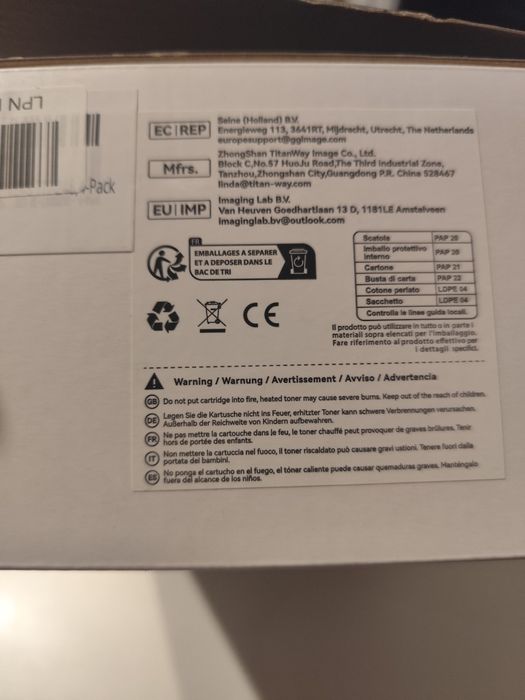 LPN
-Pack
EC REP
Seine (Holland) B.V.
Energieweg 113, 3641RT, Mijdrecht, Utrecht, The Netherlands
europesupport@ggimage.com
Mfrs.
ZhongShan TitanWay Image Co., Ltd.
Block C,No.57 HuoJu Road,The Third Industrial Zone,
Tanzhou,Zhongshan City,Guangdong P.R. China 528467
linda@titan-way.com
EU IMP
Imaging Lab B.V.
Van Heuven Goedhartlaan 13 D, 1181LE Amstelveen
imaginglab.bv@outlook.com
FR
EMBALLAGES A SEPARER
ET A DEPOSER DANS LE
BAC DE TRI
Scatola PAP 20
Imballo protettivo interno PAP 20
Cartone PAP 21
Busta di carta PAP 22
Cotone perlato LDPE 04
Sacchetto LDPE 04
Controlla le linee guida locali.
CE
Il prodotto può utilizzare in tutto o in parte i
materiali sopra elencati per l'imballaggio.
Fare riferimento al prodotto effettivo per
i dettagli specifici.
Warning / Warnung / Avertissement / Avviso / Advertencia
GB Do not put cartridge into fire, heated toner may cause severe burns. Keep out of the reach of children.
DE Legen Sie die Kartusche nicht ins Feuer, erhitzter Toner kann schwere Verbrennungen verursachen.
Außerhalb der Reichweite von Kindern aufbewahren.
FR Ne pas mettre la cartouche dans le feu, le toner chauffé peut provoquer de graves brûlures. Tenir
hors de portée des enfants.
IT Non mettere la cartuccia nel fuoco, il toner riscaldato può causare gravi ustioni. Tenere fuori dalla
portata dei bambini.
ES No ponga el cartucho en el fuego, el tóner caliente puede causar quemaduras graves. Manténgalo
fuera del alcance de los niños.